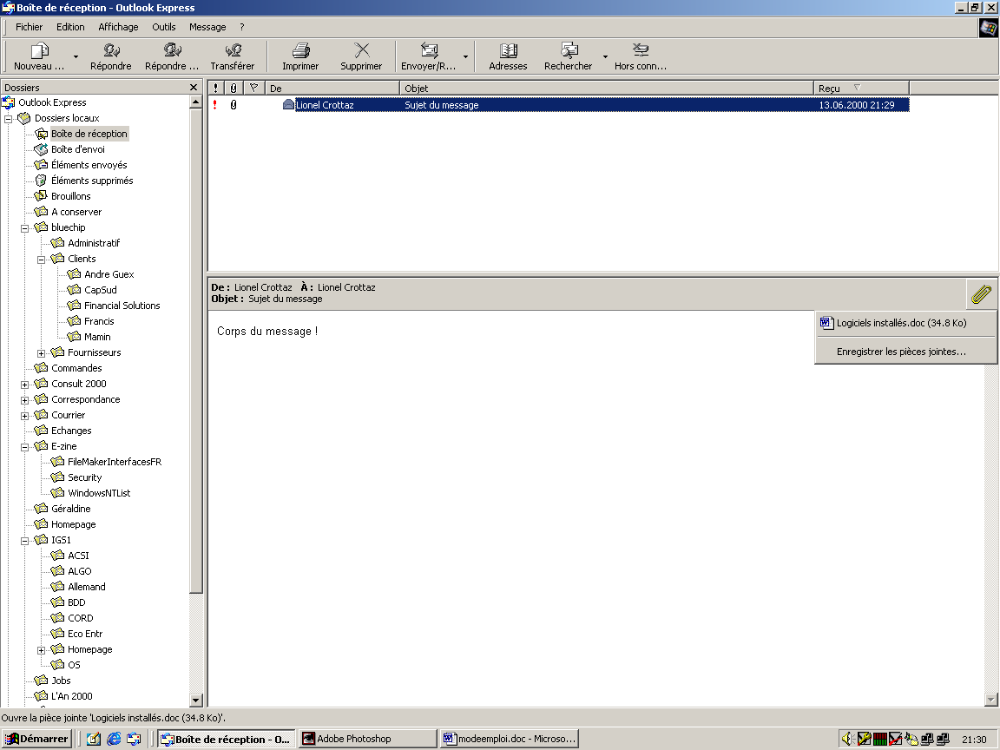 Boîte de réception - Outlook Express
Fichier Edition Affichage Outils Message ?
Nouveau ... Répondre Répondre ... Transférer Imprimer Supprimer Envoyer/R... Adresses Rechercher Hors conn...
Dossiers
! De Objet Reçu
Lionel Crottaz Sujet du message 13.06.2000 21:29
Outlook Express
Dossiers locaux
Boîte de réception
Boîte d'envoi
Éléments envoyés
Éléments supprimés
Brouillons
A conserver
bluechip
Administratif
Clients
Andre Guex
CapSud
Financial Solutions
Francis
Mamin
Fournisseurs
Commandes
Consult 2000
Correspondance
Courrier
Echanges
E-zine
FileMakerInterfacesFR
Security
WindowsNTList
Géraldine
Homepage
IGS1
ACSI
ALGO
Allemand
BDD
CORD
Eco Entr
Homepage
OS
Jobs
L'An 2000
De : Lionel Crottaz À : Lionel Crottaz
Objet : Sujet du message
Corps du message !
Logiciels installés.doc (34.8 Ko)
Enregistrer les pièces jointes...
Ouvre la pièce jointe 'Logiciels installés.doc (34.8 Ko)'.
Démarrer Boîte de réception - O... Adobe Photoshop modeemploi.doc - Microso... 21:30